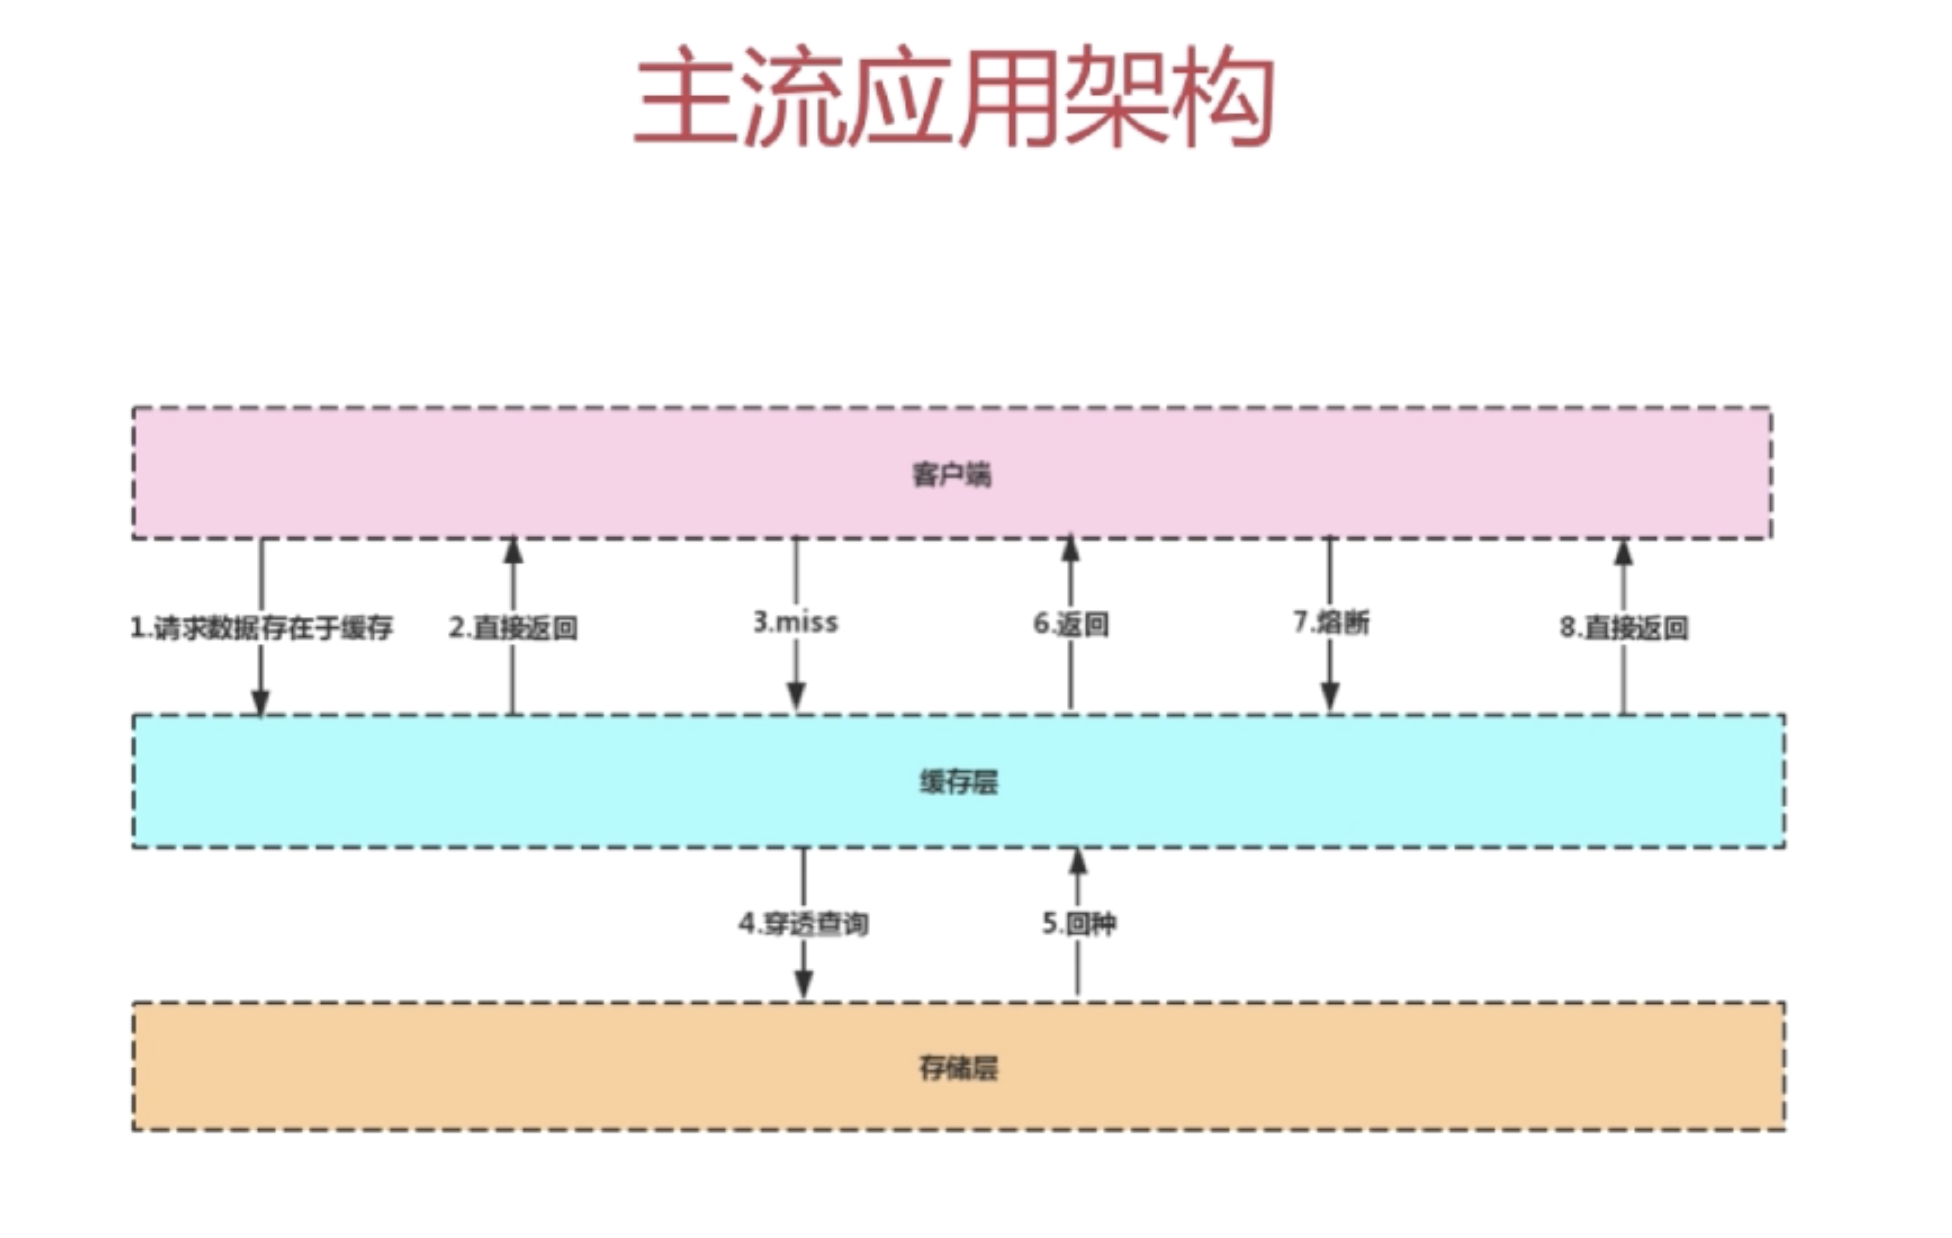 主流应用架构
客户端
1.请求数据存在于缓存
2.直接返回
3.miss
6.返回
7.熔断
8.直接返回
缓存层
4.穿透查询
5.回种
存储层